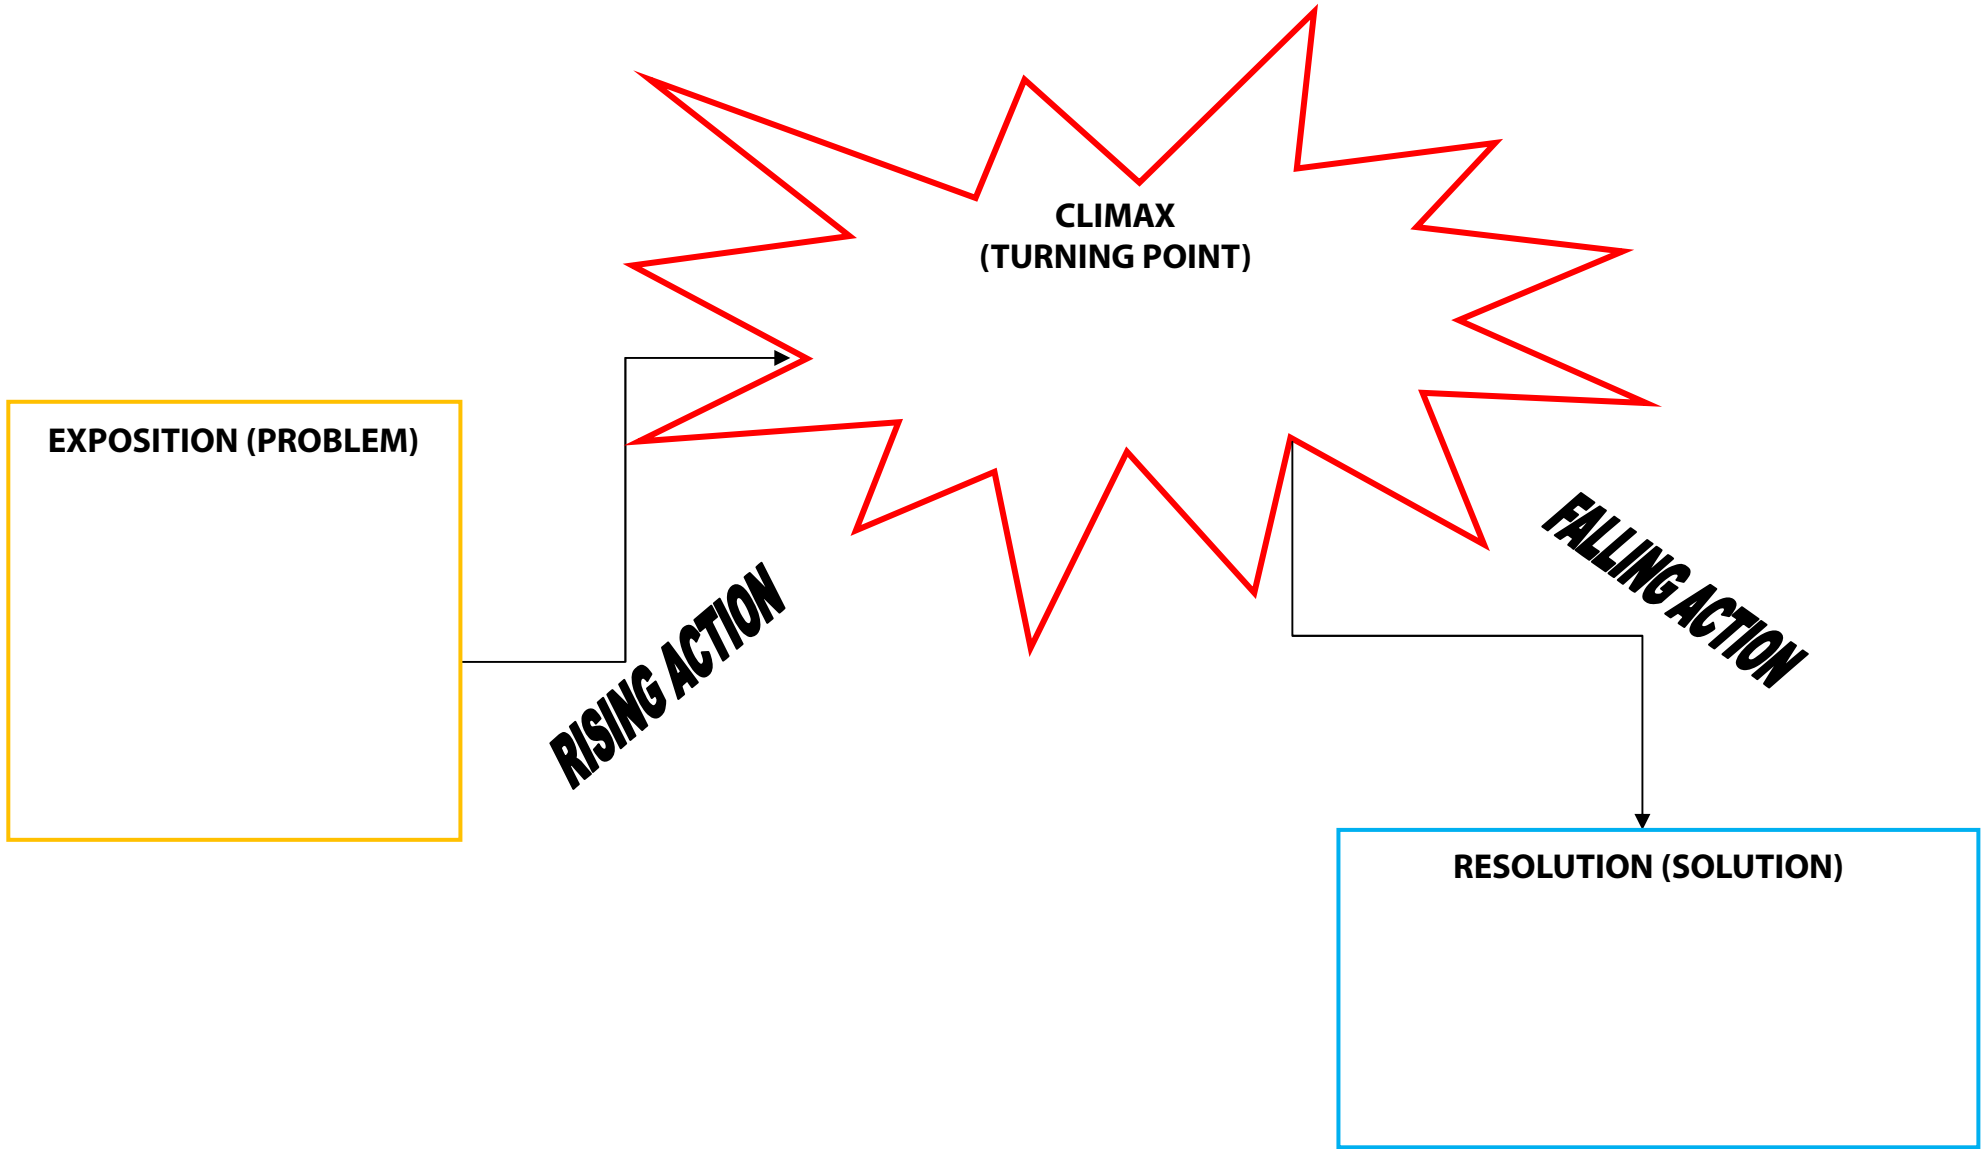 CLIMAX
(TURNING POINT)
EXPOSITION (PROBLEM)
RISING ACTION
FALLING ACTION
RESOLUTION (SOLUTION)